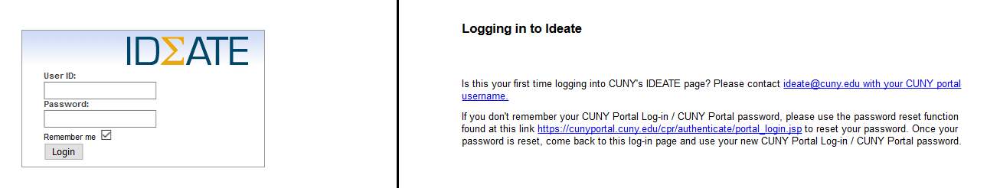 IDΣATE
User ID:
Password:
Remember me
Login
Logging in to Ideate
Is this your first time logging into CUNY's IDEATE page? Please contact ideate@cuny.edu with your CUNY portal
username.
If you don't remember your CUNY Portal Log-in / CUNY Portal password, please use the password reset function
found at this link https://cunyportal.cuny.edu/cpr/authenticate/portal_login.jsp to reset your password. Once your
password is reset, come back to this log-in page and use your new CUNY Portal Log-in / CUNY Portal password.